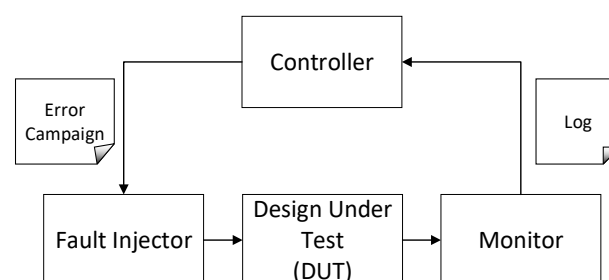 Controller
Error
Campaign
Log
Fault Injector
Design Under
Test
(DUT)
Monitor